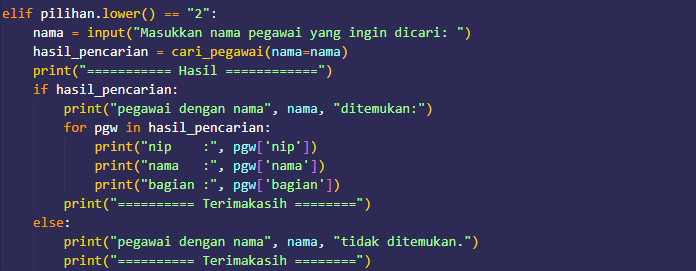 elif pilihan.lower() == "2":
    nama = input("Masukkan nama pegawai yang ingin dicari: ")
    hasil_pencarian = cari_pegawai(nama=nama)
    print("=========== Hasil ============")
    if hasil_pencarian:
        print("pegawai dengan nama", nama, "ditemukan:")
        for pgw in hasil_pencarian:
            print("nip    :", pgw['nip'])
            print("nama   :", pgw['nama'])
            print("bagian :", pgw['bagian'])
        print("========== Terimakasih ========")
    else:
        print("pegawai dengan nama", nama, "tidak ditemukan.")
        print("========== Terimakasih ========")